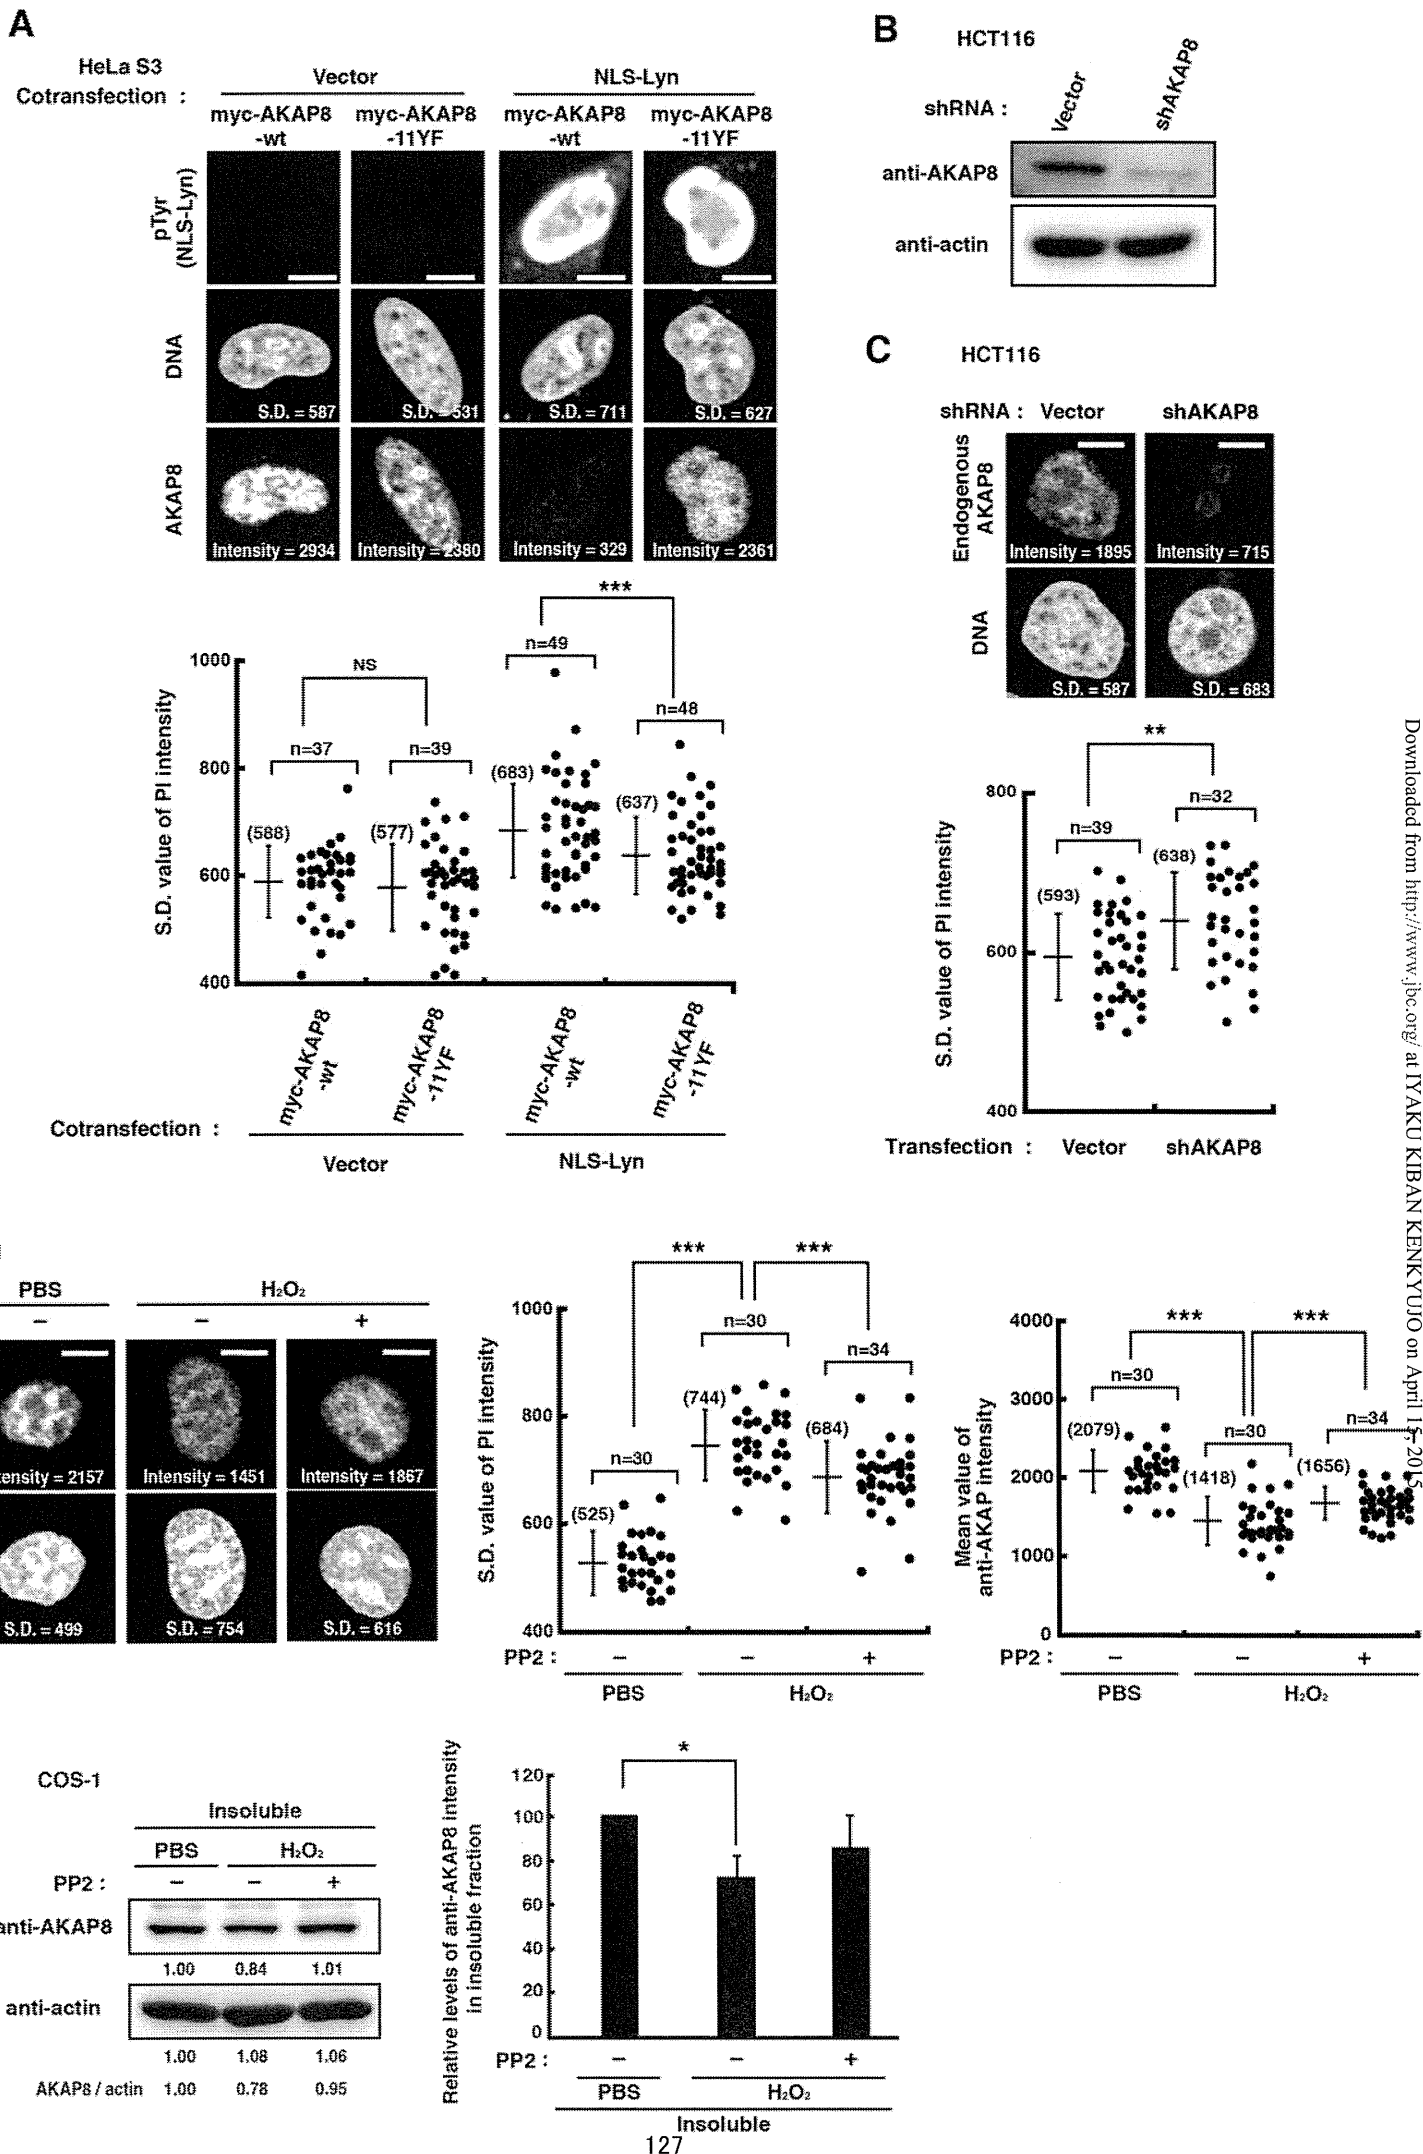 A
HeLa S3
Cotransfection :
Vector
NLS-Lyn
myc-AKAP8 -wt
myc-AKAP8 -11YF
myc-AKAP8 -wt
myc-AKAP8 -11YF
pTyr (NLS-Lyn)
DNA
S.D. = 587
S.D. = 531
S.D. = 711
S.D. = 627
AKAP8
Intensity = 2934
Intensity = 2380
Intensity = 329
Intensity = 2361
S.D. value of PI intensity
1000
800
600
400
NS
***
n=37
n=39
n=49
n=48
(588)
(577)
(683)
(637)
myc-AKAP8 -wt
myc-AKAP8 -11YF
myc-AKAP8 -wt
myc-AKAP8 -11YF
Cotransfection :
Vector
NLS-Lyn
B
HCT116
shRNA :
Vector
shAKAP8
anti-AKAP8
anti-actin
C
HCT116
shRNA : Vector shAKAP8
Endogenous AKAP8
Intensity = 1895
Intensity = 715
DNA
S.D. = 587
S.D. = 683
**
S.D. value of PI intensity
800
600
400
n=39
n=32
(593)
(638)
Transfection : Vector shAKAP8
PBS
H₂O₂
− − +
ensity = 2157
Intensity = 1451
Intensity = 1867
S.D. = 499
S.D. = 754
S.D. = 616
S.D. value of PI intensity
1000
800
600
400
*** ***
n=30
n=30
n=34
(525)
(744)
(684)
PP2 : − − +
PBS
H₂O₂
Mean value of
anti-AKAP intensity
4000
3000
2000
1000
0
*** ***
n=30
n=30
n=34
(2079)
(1418)
(1656)
PP2 : − − +
PBS
H₂O₂
COS-1
Insoluble
PBS
H₂O₂
PP2 : − − +
anti-AKAP8
1.00 0.84 1.01
anti-actin
1.00 1.08 1.06
AKAP8 / actin 1.00 0.78 0.95
Relative levels of anti-AKAP8 intensity
in insoluble fraction
120
100
80
60
40
20
0
*
PP2 : − − +
PBS
H₂O₂
Insoluble
127
Downloaded from http://www.jbc.org/ at IYAKU KIBAN KENKYUJO on April 15, 2015